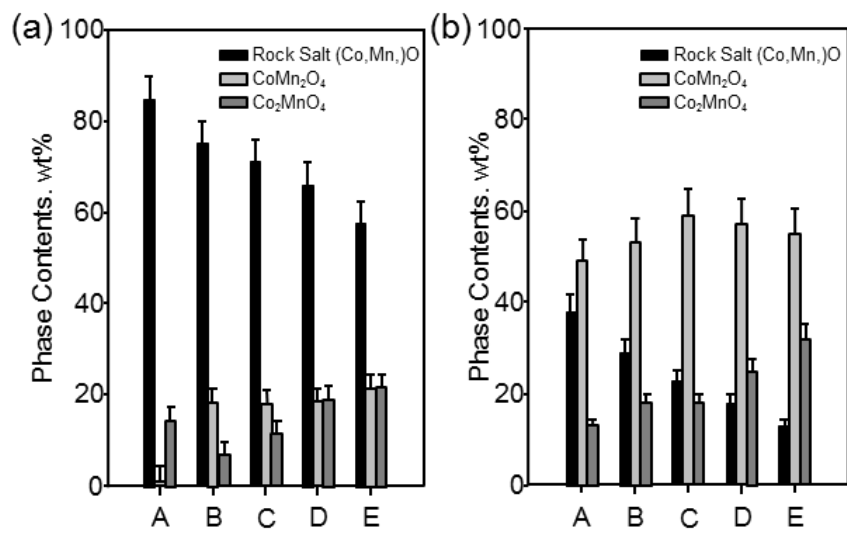 (a)
100
80
60
40
20
0
Phase Contents. wt%
Rock Salt (Co,Mn,)O
CoMn₂O₄
Co₂MnO₄
A B C D E
(b)
100
80
60
40
20
0
Phase Contents. wt%
Rock Salt (Co,Mn,)O
CoMn₂O₄
Co₂MnO₄
A B C D E